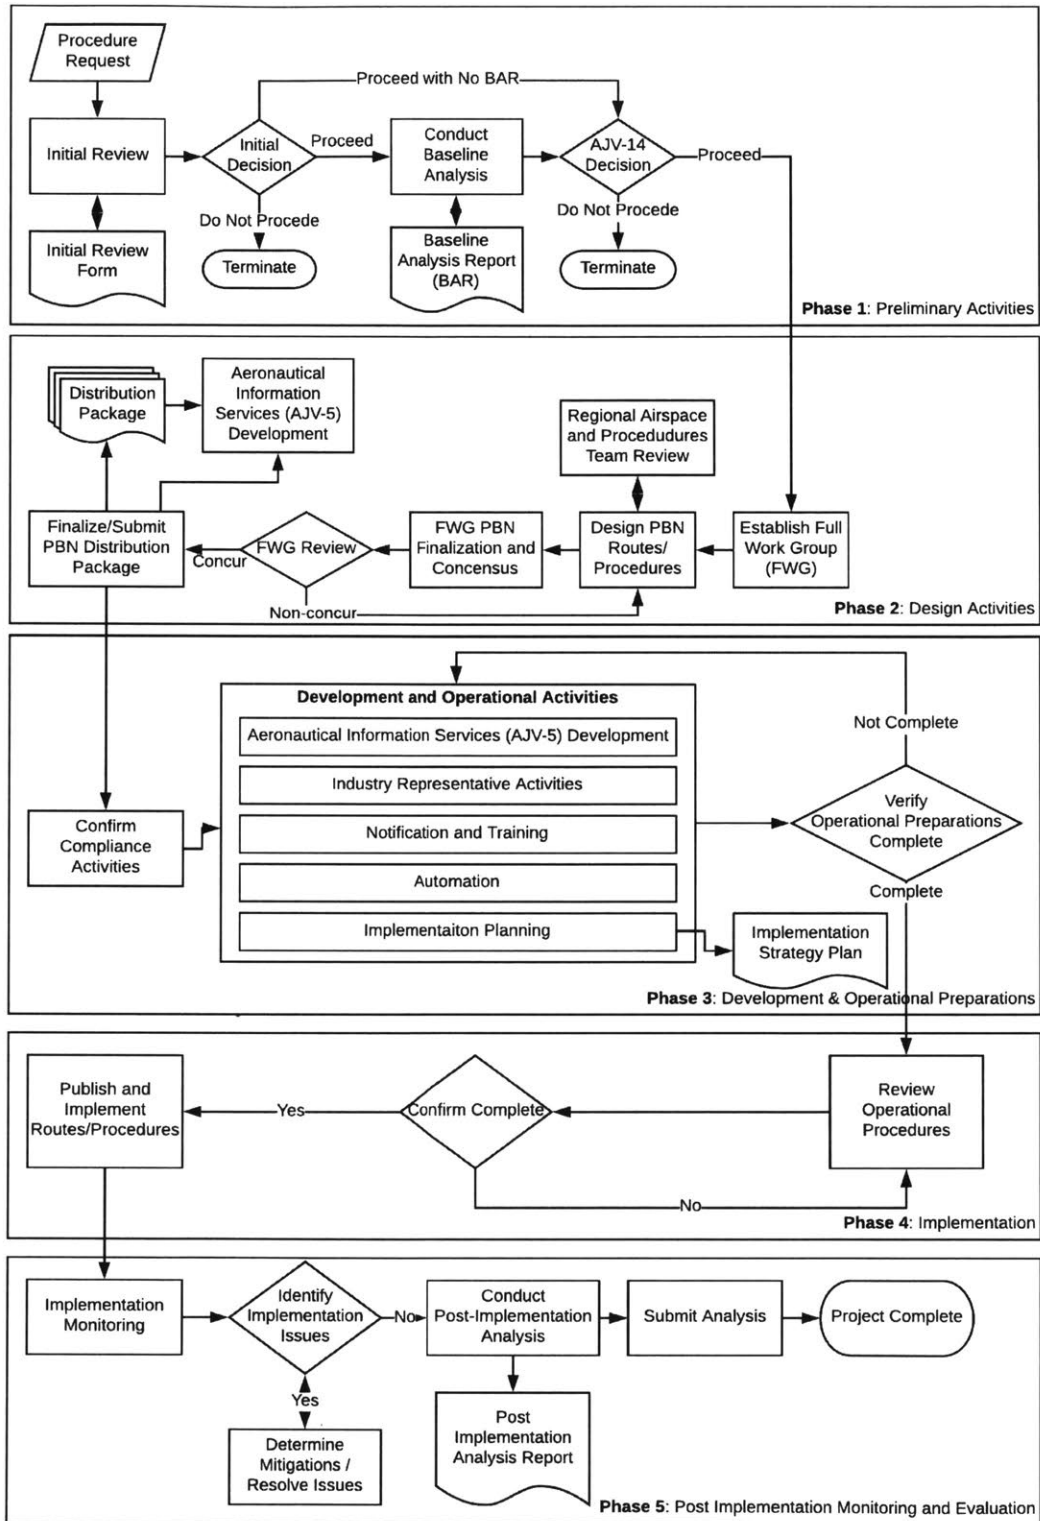 Procedure
Request
Proceed with No BAR
Initial Review
Initial
Decision
Proceed
Conduct
Baseline
Analysis
AJV-14
Decision
Proceed
Do Not Procede
Do Not Procede
Initial Review
Form
Terminate
Baseline
Analysis Report
(BAR)
Terminate
Phase 1: Preliminary Activities
Distribution
Package
Aeronautical
Information
Services (AJV-5)
Development
Regional Airspace
and Procedudures
Team Review
Finalize/Submit
PBN Distribution
Package
Concur
FWG Review
FWG PBN
Finalization and
Concensus
Design PBN
Routes/
Procedures
Establish Full
Work Group
(FWG)
Non-concur
Phase 2: Design Activities
Development and Operational Activities
Aeronautical Information Services (AJV-5) Development
Industry Representative Activities
Notification and Training
Automation
Implementaiton Planning
Not Complete
Confirm
Compliance
Activities
Verify
Operational Preparations
Complete
Complete
Implementation
Strategy Plan
Phase 3: Development & Operational Preparations
Publish and
Implement
Routes/Procedures
Yes
Confirm Complete
Review
Operational
Procedures
No
Phase 4: Implementation
Implementation
Monitoring
Identify
Implementation
Issues
No
Conduct
Post-Implementation
Analysis
Submit Analysis
Project Complete
Yes
Determine
Mitigations /
Resolve Issues
Post
Implementation
Analysis Report
Phase 5: Post Implementation Monitoring and Evaluation